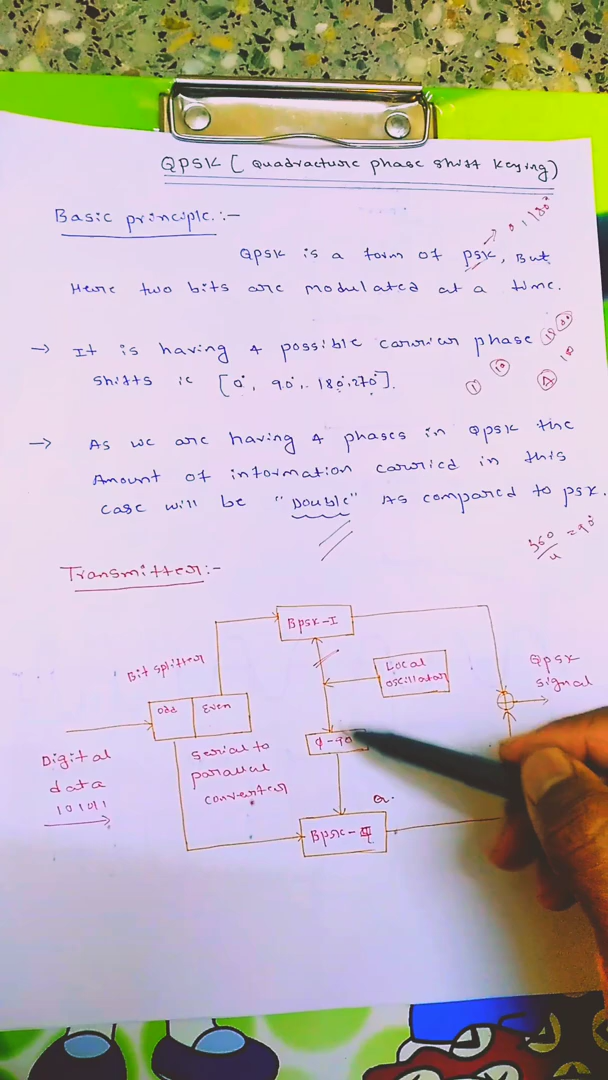 QPSK [Quadracture phase shift keying)
Basic principle:-
QPSK is a form of PSK, But
0, 180°
Here two bits are modulated at a time.
→ It is having 4 possible carrier phase
shifts ie [0°, 90°, 180°, 270°].
→ As we are having 4 phases in QPSK the
Amount of information carried in this
case will be "Double" As compared to PSK.
360/4 = 90°
Transmitter:-
BPSK-I
Bit splitter
Local
oscillator
QPSK
signal
odd Even
Φ-90
Digital
data
101011
Serial to
parallel
converter
Q.
BPSK-